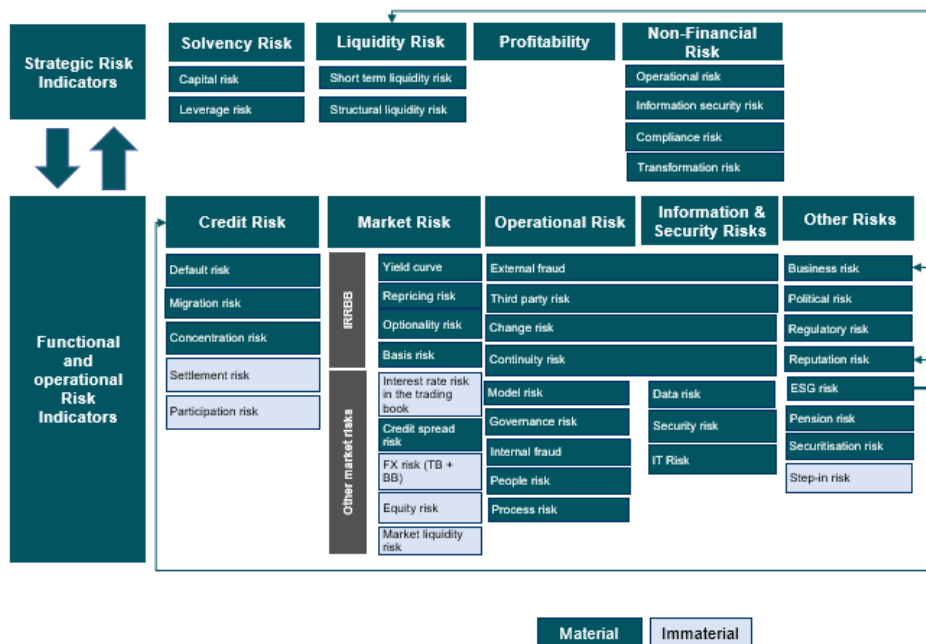 Strategic Risk
Indicators
Solvency Risk
Capital risk
Leverage risk
Liquidity Risk
Short term liquidity risk
Structural liquidity risk
Profitability
Non-Financial
Risk
Operational risk
Information security risk
Compliance risk
Transformation risk
Functional
and
operational
Risk
Indicators
Credit Risk
Default risk
Migration risk
Concentration risk
Settlement risk
Participation risk
Market Risk
IRRBB
Yield curve
Repricing risk
Optionality risk
Basis risk
Other market risks
Interest rate risk
in the trading
book
Credit spread
risk
FX risk (TB +
BB)
Equity risk
Market liquidity
risk
Operational Risk
Information &
Security Risks
External fraud
Third party risk
Change risk
Continuity risk
Model risk
Governance risk
Internal fraud
People risk
Process risk
Data risk
Security risk
IT Risk
Other Risks
Business risk
Political risk
Regulatory risk
Reputation risk
ESG risk
Pension risk
Securitisation risk
Step-in risk
Material
Immaterial